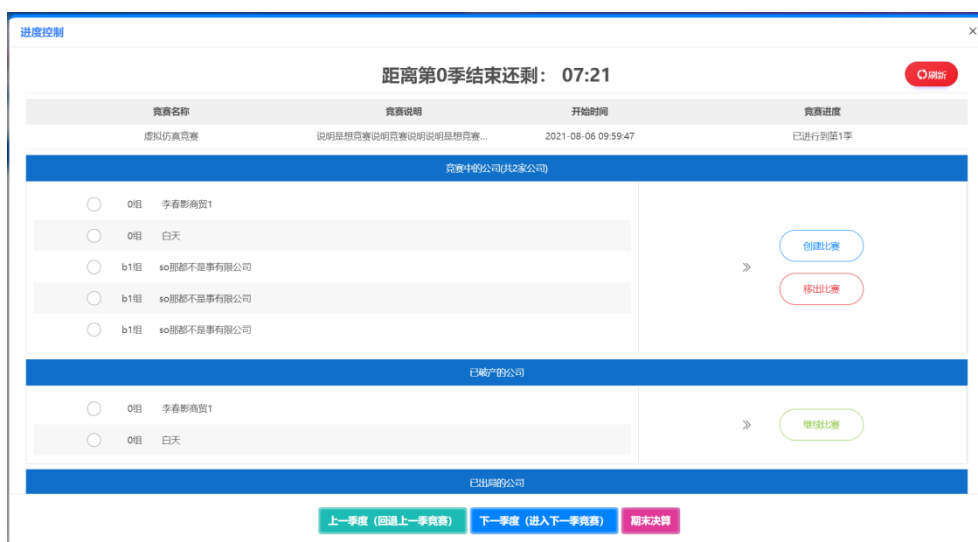 进度控制
×
距离第0季结束还剩： 07:21
刷新
竞赛名称 竞赛说明 开始时间 竞赛进度
虚拟仿真竞赛 说明是想竞赛说明竞赛说明说明是想竞赛... 2021-08-06 09:59:47 已进行到第1季
竞赛中的公司(共2家公司)
0组 李春影商贸1
0组 白天
b1组 so那都不是事有限公司
b1组 so那都不是事有限公司
b1组 so那都不是事有限公司
创建比赛
移出比赛
已破产的公司
0组 李春影商贸1
0组 白天
继续比赛
已出局的公司
上一季度（回退上一季竞赛） 下一季度（进入下一季竞赛） 期末决算